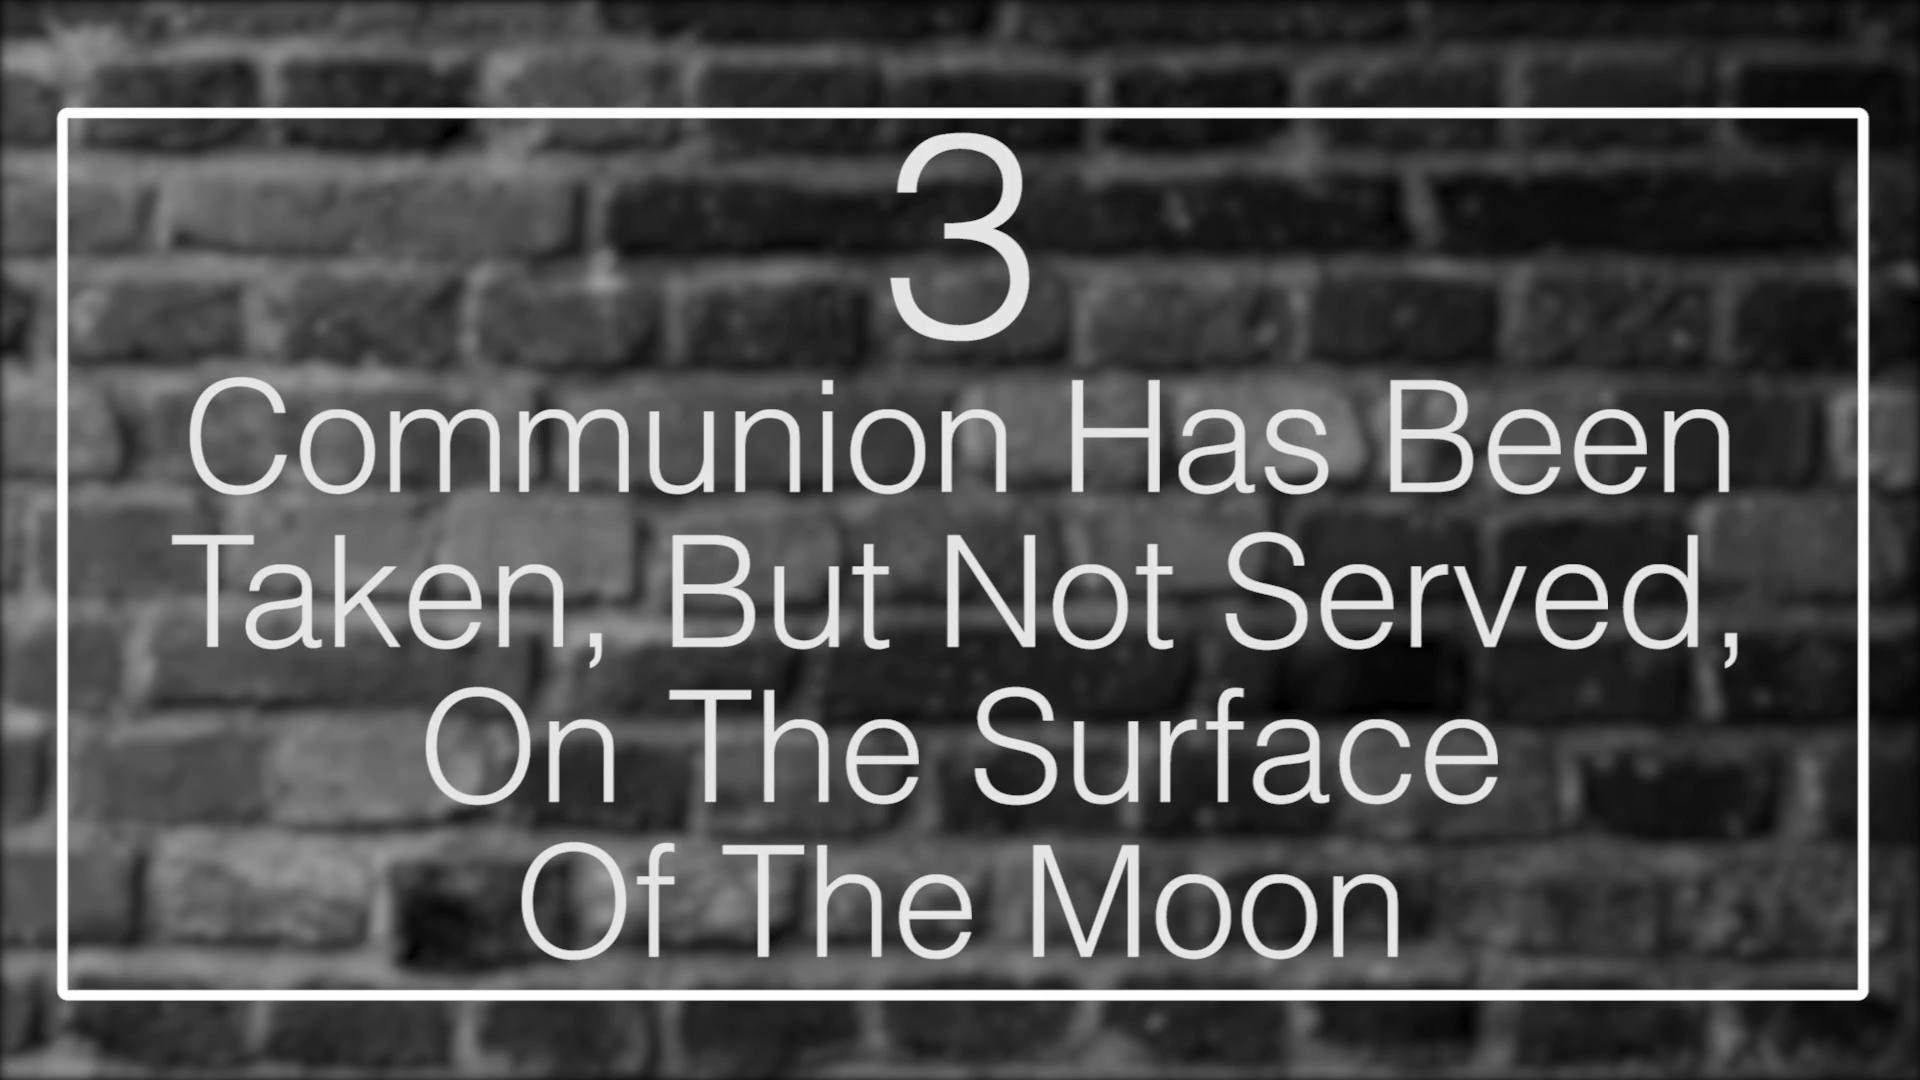 3
Communion Has Been
Taken, But Not Served,
On The Surface
Of The Moon